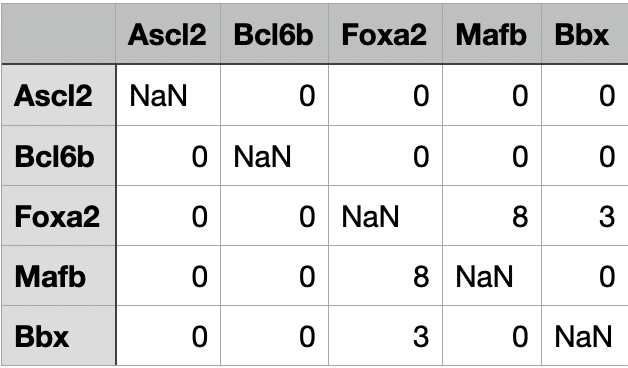 Ascl2 Bcl6b Foxa2 Mafb Bbx
Ascl2 NaN 0 0 0 0
Bcl6b 0 NaN 0 0 0
Foxa2 0 0 NaN 8 3
Mafb 0 0 8 NaN 0
Bbx 0 0 3 0 NaN